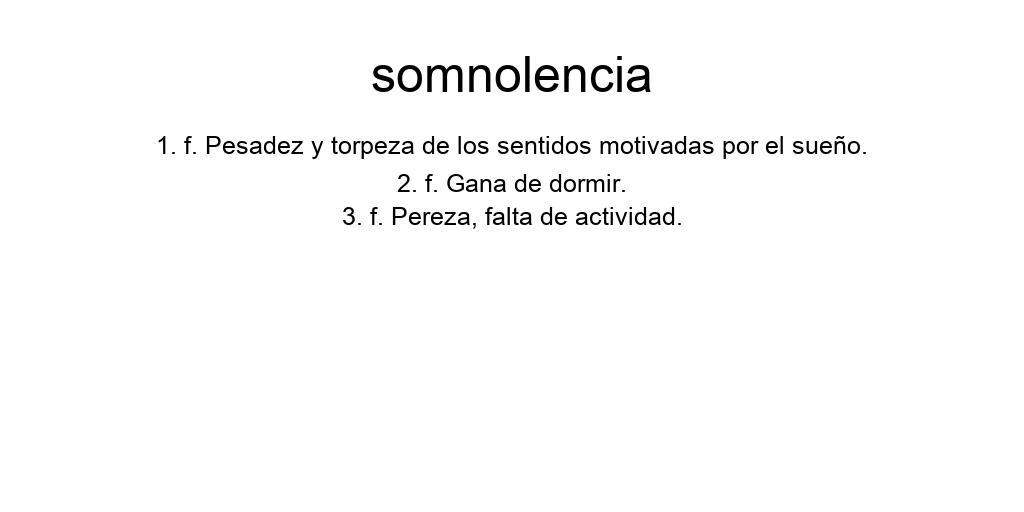 somnolencia
1. f. Pesadez y torpeza de los sentidos motivadas por el sueño.
2. f. Gana de dormir.
3. f. Pereza, falta de actividad.